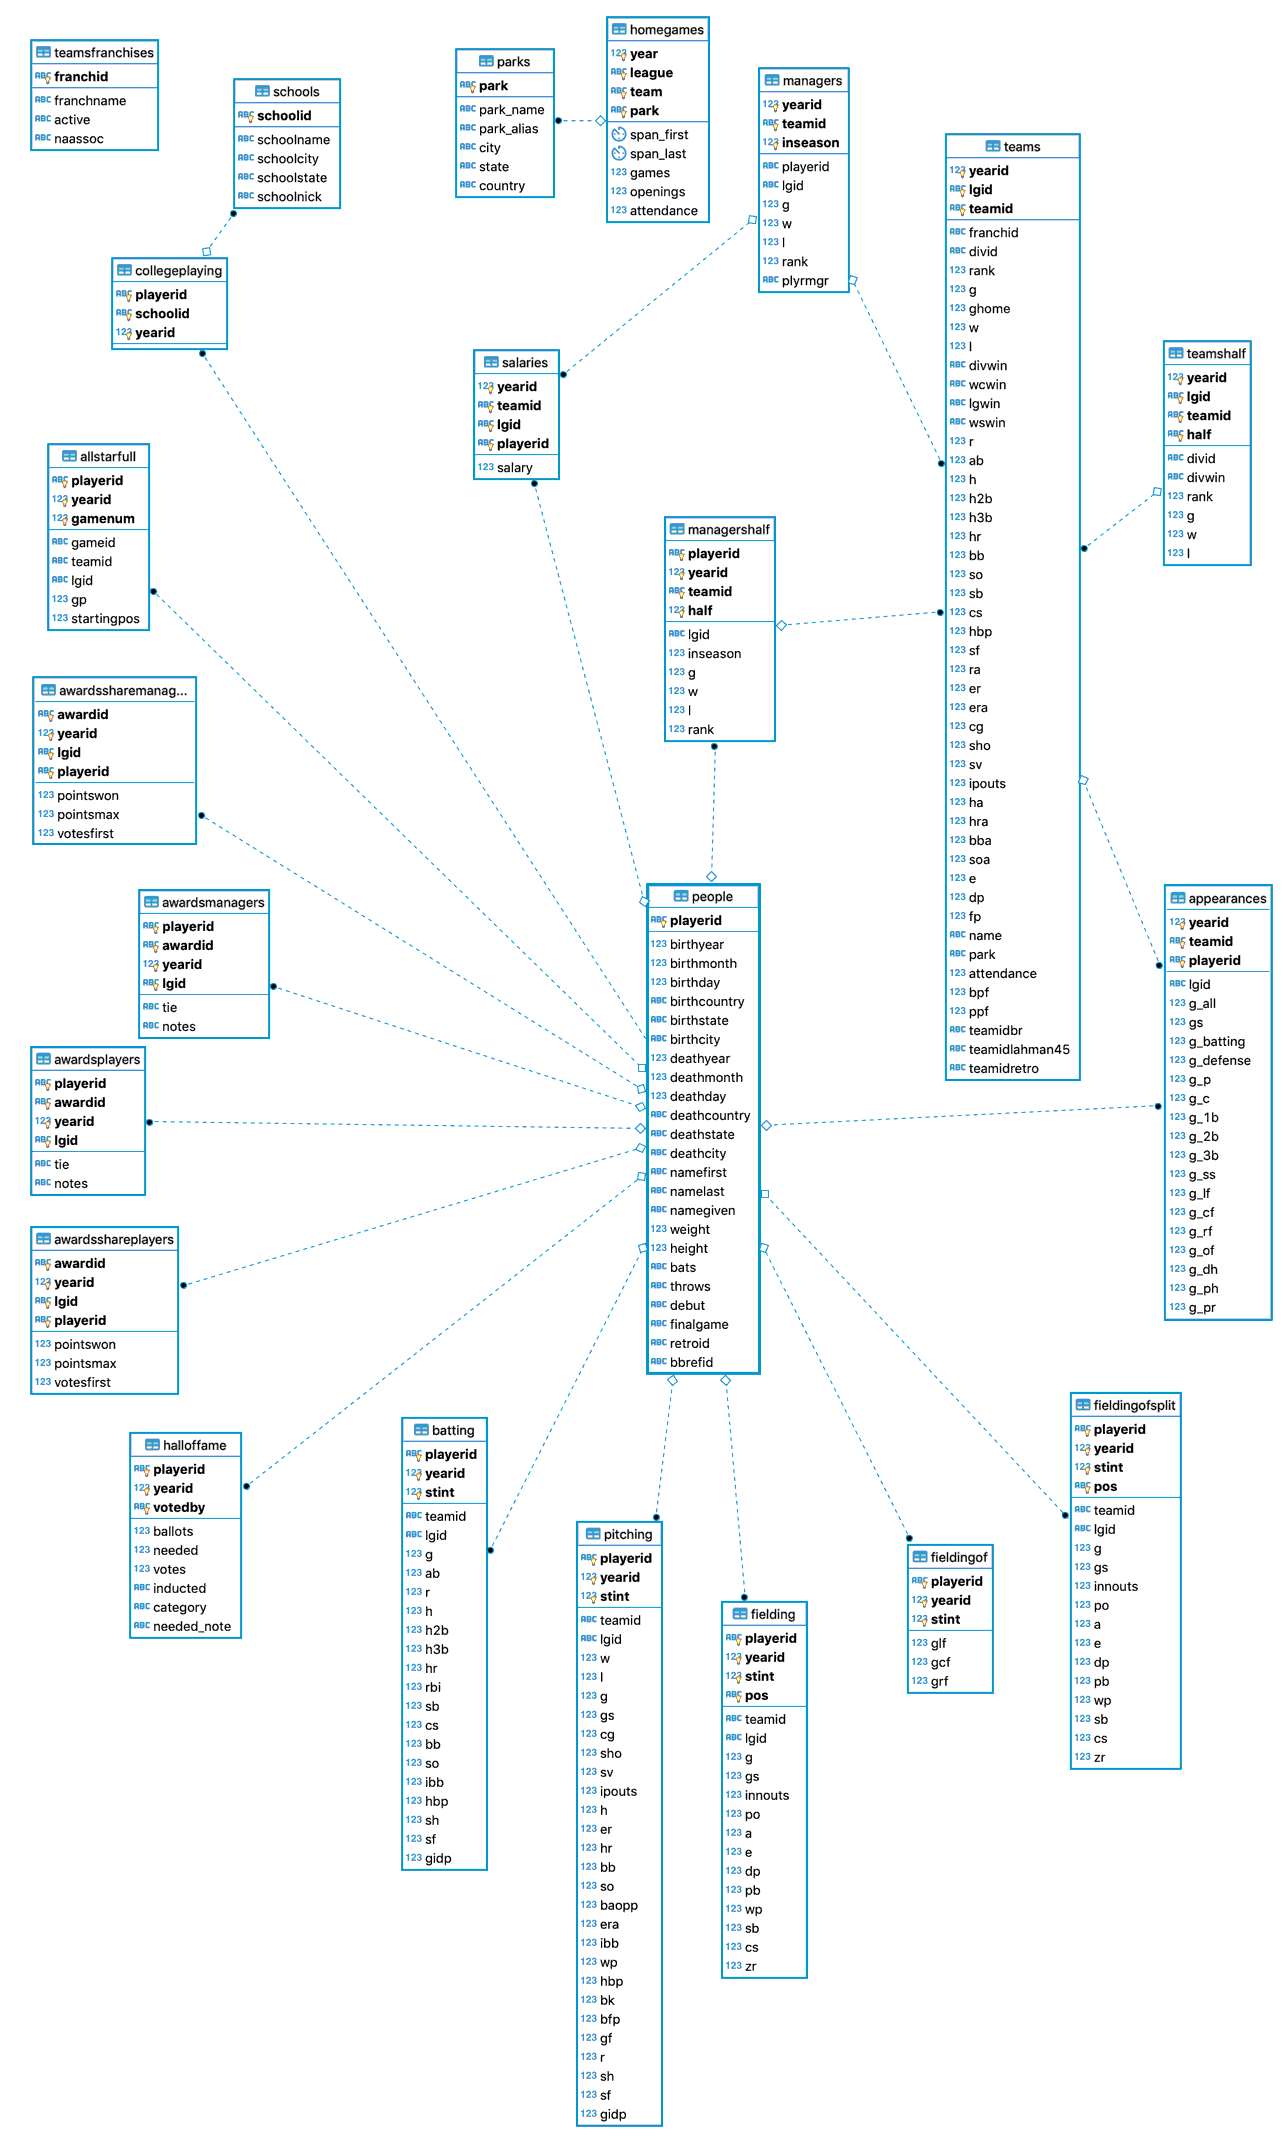 teamsfranchises
franchid
franchname
active
naassoc
schools
schoolid
schoolname
schoolcity
schoolstate
schoolnick
parks
park
park_name
park_alias
city
state
country
homegames
year
league
team
park
span_first
span_last
games
openings
attendance
managers
yearid
teamid
inseason
playerid
lgid
g
w
l
rank
plyrmgr
teams
yearid
lgid
teamid
franchid
divid
rank
g
ghome
w
l
divwin
wcwin
lgwin
wswin
r
ab
h
h2b
h3b
hr
bb
so
sb
cs
hbp
sf
ra
er
era
cg
sho
sv
ipouts
ha
hra
bba
soa
e
dp
fp
name
park
attendance
bpf
ppf
teamidbr
teamidlahman45
teamidretro
collegeplaying
playerid
schoolid
yearid
salaries
yearid
teamid
lgid
playerid
salary
teamshalf
yearid
lgid
teamid
half
divid
divwin
rank
g
w
l
allstarfull
playerid
yearid
gamenum
gameid
teamid
lgid
gp
startingpos
managershalf
playerid
yearid
teamid
half
lgid
inseason
g
w
l
rank
awardssharemanag...
awardid
yearid
lgid
playerid
pointswon
pointsmax
votesfirst
awardsmanagers
playerid
awardid
yearid
lgid
tie
notes
people
playerid
birthyear
birthmonth
birthday
birthcountry
birthstate
birthcity
deathyear
deathmonth
deathday
deathcountry
deathstate
deathcity
namefirst
namelast
namegiven
weight
height
bats
throws
debut
finalgame
retroid
bbrefid
appearances
yearid
teamid
playerid
lgid
g_all
gs
g_batting
g_defense
g_p
g_c
g_1b
g_2b
g_3b
g_ss
g_lf
g_cf
g_rf
g_of
g_dh
g_ph
g_pr
awardsplayers
playerid
awardid
yearid
lgid
tie
notes
awardsshareplayers
awardid
yearid
lgid
playerid
pointswon
pointsmax
votesfirst
halloffame
playerid
yearid
votedby
ballots
needed
votes
inducted
category
needed_note
batting
playerid
yearid
stint
teamid
lgid
g
ab
r
h
h2b
h3b
hr
rbi
sb
cs
bb
so
ibb
hbp
sh
sf
gidp
pitching
playerid
yearid
stint
teamid
lgid
w
l
g
gs
cg
sho
sv
ipouts
h
er
hr
bb
so
baopp
era
ibb
wp
hbp
bk
bfp
gf
r
sh
sf
gidp
fielding
playerid
yearid
stint
pos
teamid
lgid
g
gs
innouts
po
a
e
dp
pb
wp
sb
cs
zr
fieldingof
playerid
yearid
stint
glf
gcf
grf
fieldingofsplit
playerid
yearid
stint
pos
teamid
lgid
g
gs
innouts
po
a
e
dp
pb
wp
sb
cs
zr